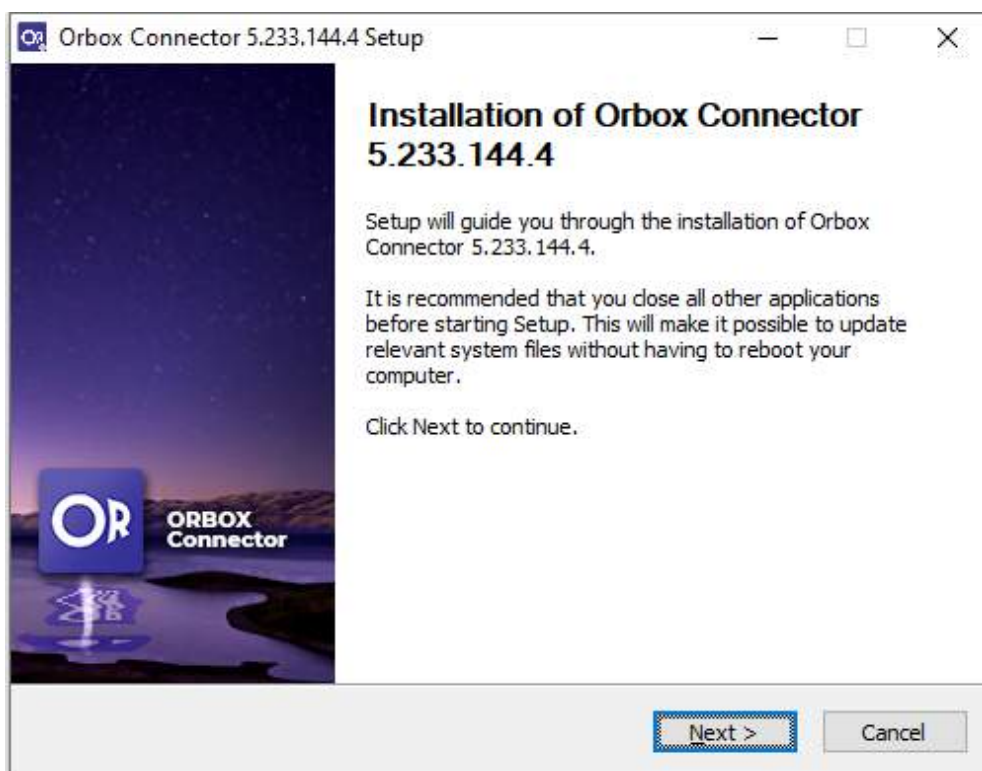 Orbox Connector 5.233.144.4 Setup
Installation of Orbox Connector
5.233.144.4
Setup will guide you through the installation of Orbox
Connector 5.233.144.4.
It is recommended that you close all other applications
before starting Setup. This will make it possible to update
relevant system files without having to reboot your
computer.
Click Next to continue.
OR
ORBOX
Connector
Next >
Cancel